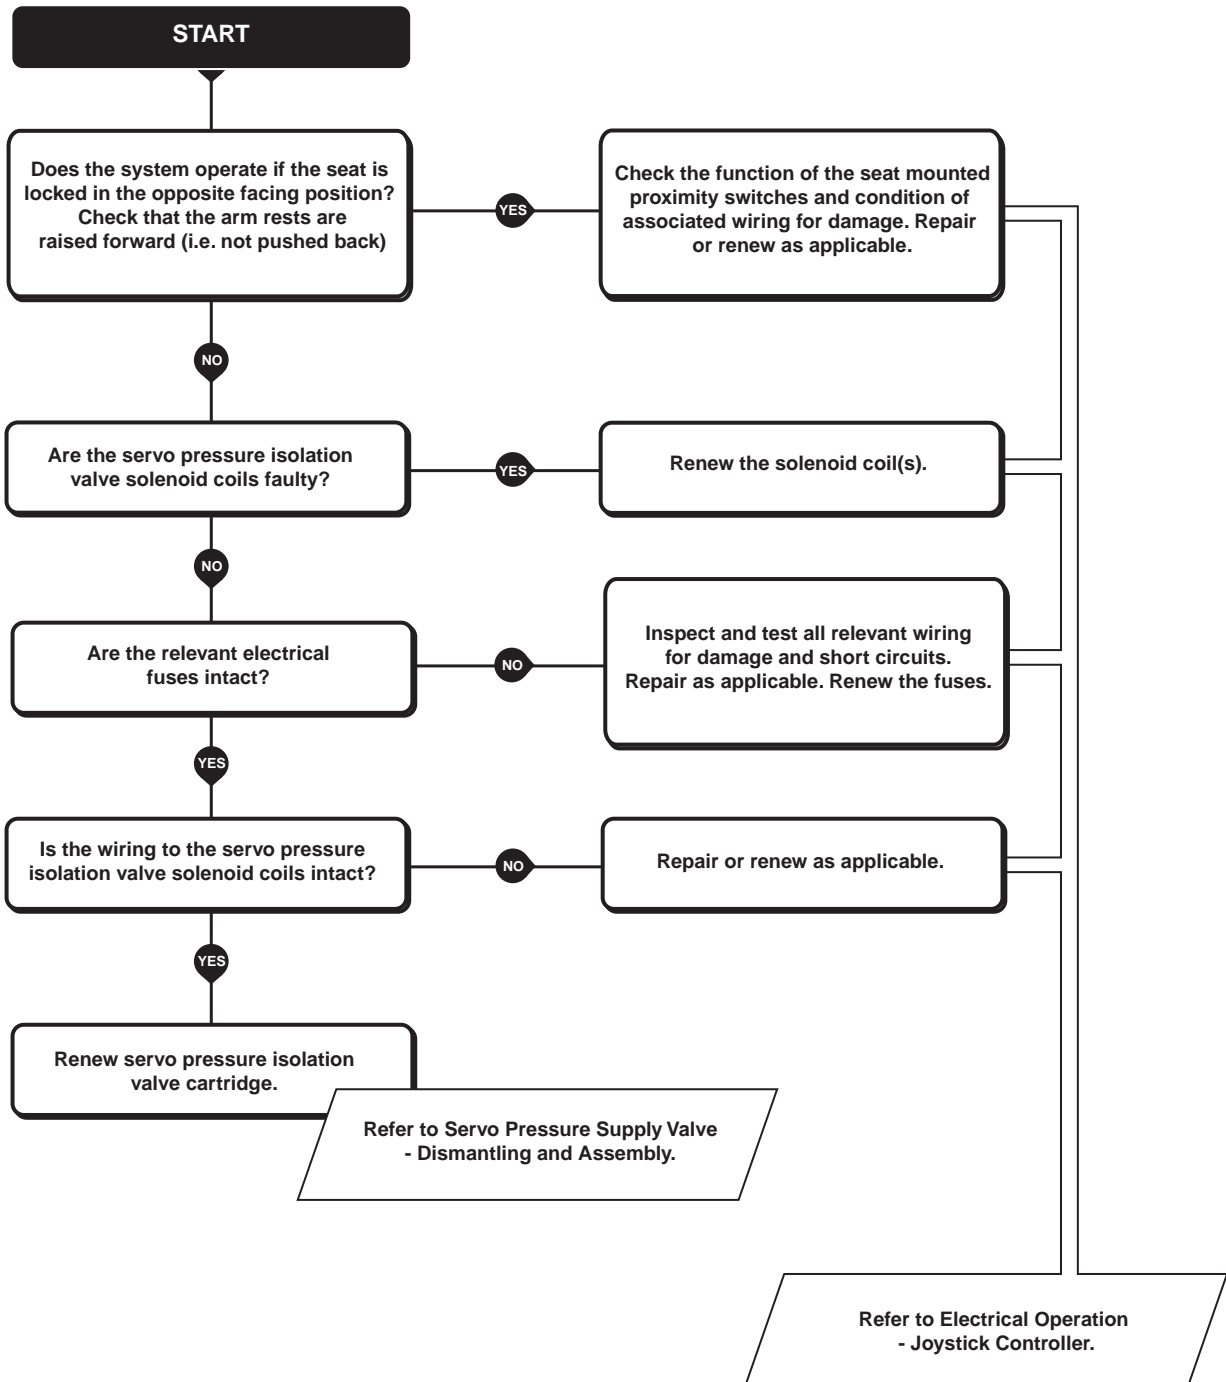 START
Does the system operate if the seat is
locked in the opposite facing position?
Check that the arm rests are
raised forward (i.e. not pushed back)
YES
Check the function of the seat mounted
proximity switches and condition of
associated wiring for damage. Repair
or renew as applicable.
NO
Are the servo pressure isolation
valve solenoid coils faulty?
YES
Renew the solenoid coil(s).
NO
Are the relevant electrical
fuses intact?
NO
Inspect and test all relevant wiring
for damage and short circuits.
Repair as applicable. Renew the fuses.
YES
Is the wiring to the servo pressure
isolation valve solenoid coils intact?
NO
Repair or renew as applicable.
YES
Renew servo pressure isolation
valve cartridge.
Refer to Servo Pressure Supply Valve
- Dismantling and Assembly.
Refer to Electrical Operation
- Joystick Controller.